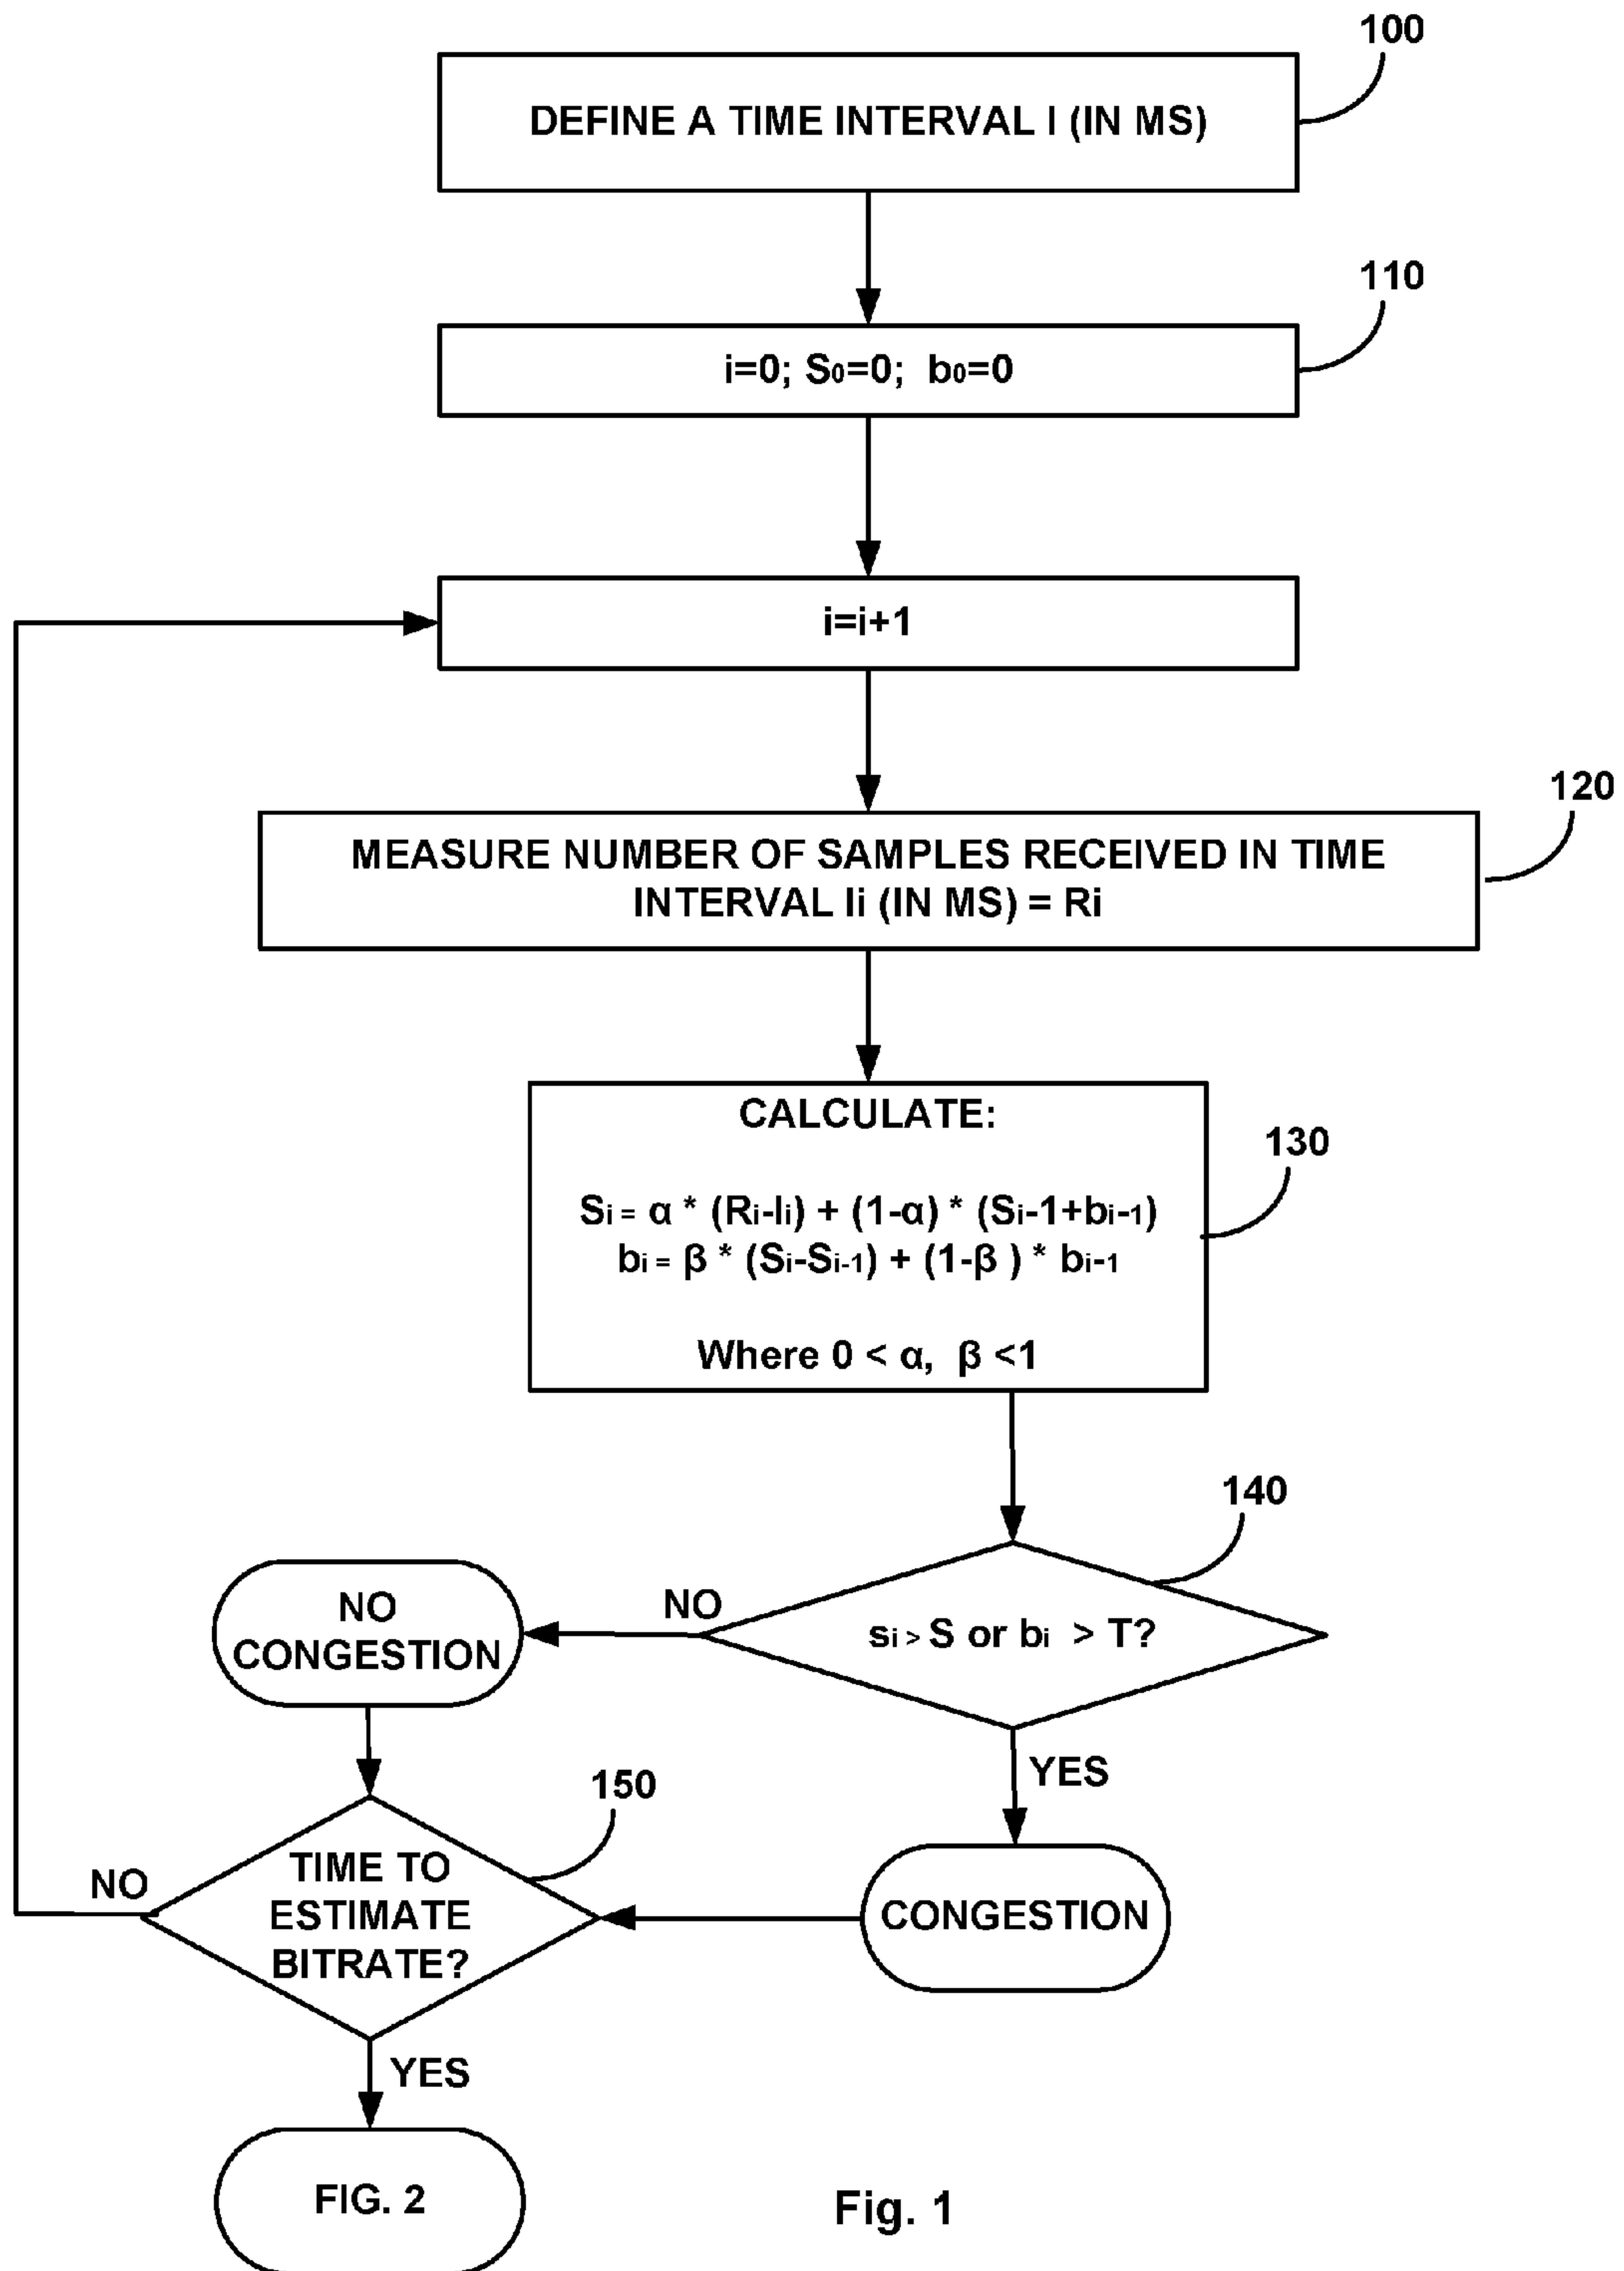 100
DEFINE A TIME INTERVAL I (IN MS)
110
i=0; S0=0; b0=0
i=i+1
120
MEASURE NUMBER OF SAMPLES RECEIVED IN TIME
INTERVAL Ii (IN MS) = Ri
CALCULATE:
130
Si = α * (Ri-Ii) + (1-α) * (Si-1+bi-1)
bi = β * (Si-Si-1) + (1-β ) * bi-1
Where 0 < α, β <1
140
NO
CONGESTION
NO
si > S or bi > T?
YES
150
NO
TIME TO
ESTIMATE
BITRATE?
CONGESTION
YES
FIG. 2
Fig. 1